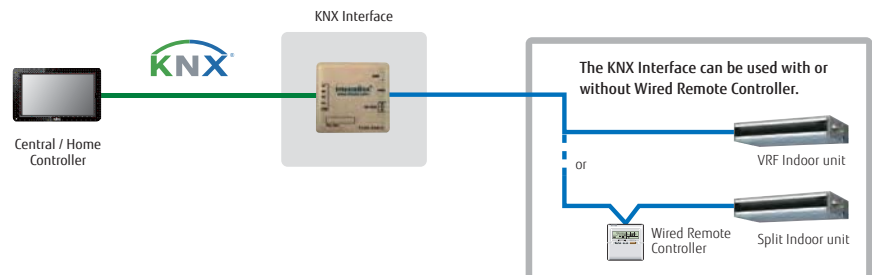 KNX Interface
KNX
The KNX Interface can be used with or
without Wired Remote Controller.
Central / Home
Controller
VRF Indoor unit
or
Wired Remote
Controller
Split Indoor unit